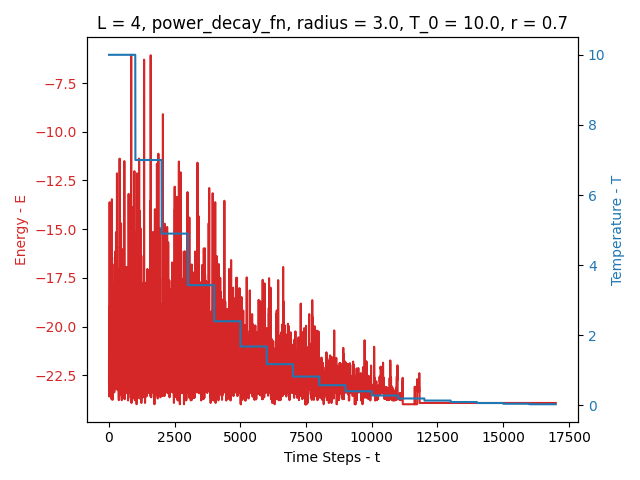 L = 4, power_decay_fn, radius = 3.0, T_0 = 10.0, r = 0.7
Energy - E
−7.5
−10.0
−12.5
−15.0
−17.5
−20.0
−22.5
10
8
6
4
2
0
Temperature - T
0 2500 5000 7500 10000 12500 15000 17500
Time Steps - t